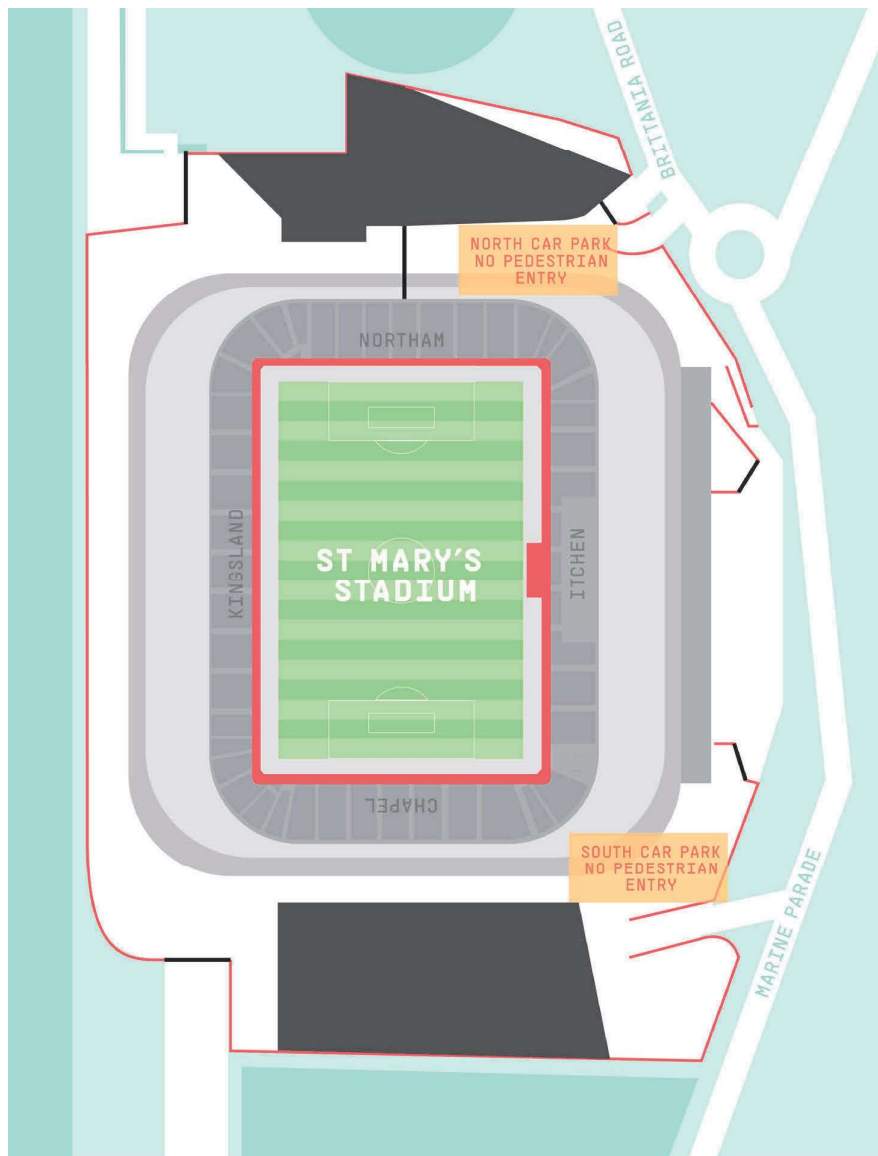 BRITTANIA ROAD
NORTH CAR PARK
NO PEDESTRIAN
ENTRY
NORTHAM
KINGSLAND
ST MARY'S
STADIUM
ITCHEN
CHAPEL
SOUTH CAR PARK
NO PEDESTRIAN
ENTRY
MARINE PARADE